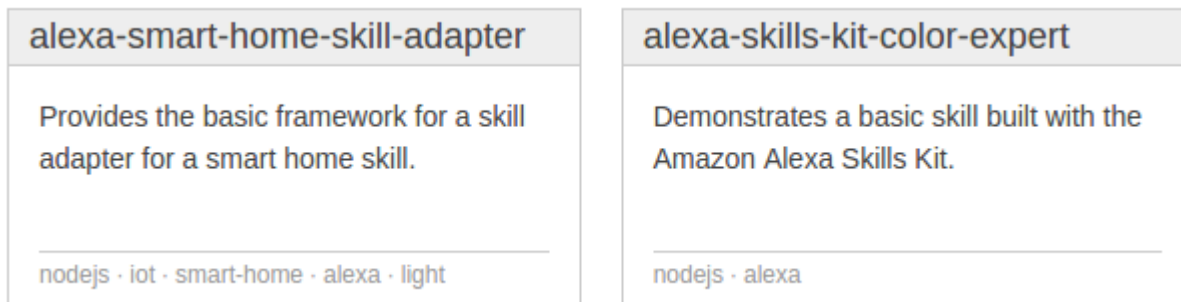 alexa-smart-home-skill-adapter
Provides the basic framework for a skill
adapter for a smart home skill.
nodejs · iot · smart-home · alexa · light
alexa-skills-kit-color-expert
Demonstrates a basic skill built with the
Amazon Alexa Skills Kit.
nodejs · alexa